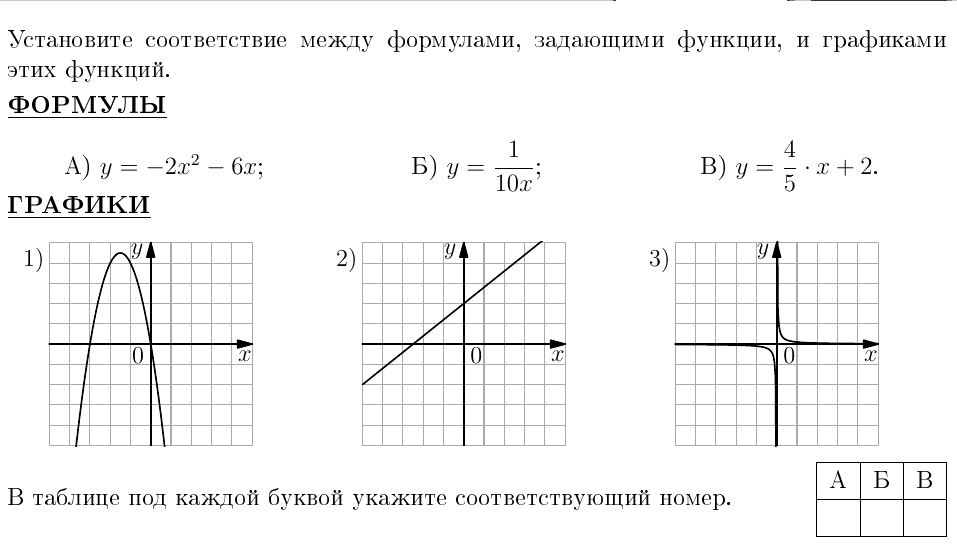 Установите соответствие между формулами, задающими функции, и графиками
этих функций.
ФОРМУЛЫ
А) y = −2x² − 6x; Б) y = 1/(10x); В) y = 4/5 · x + 2.
ГРАФИКИ
1) y 0 x 2) y 0 x 3) y 0 x
В таблице под каждой буквой укажите соответствующий номер.
А Б В